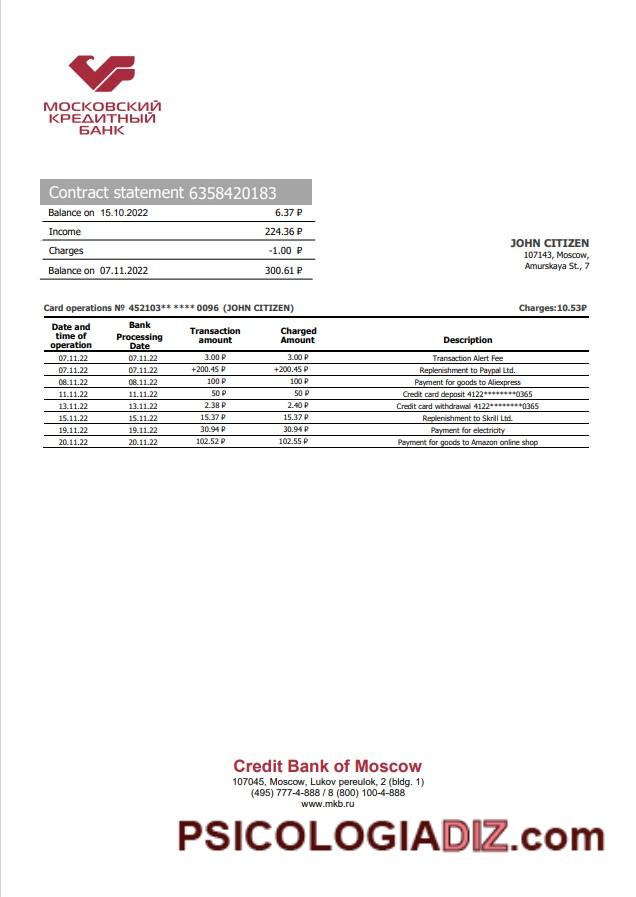 МОСКОВСКИЙ
КРЕДИТНЫЙ
БАНК
Contract statement 6358420183
Balance on 15.10.2022 6.37 ₽
Income 224.36 ₽
Charges -1.00 ₽
Balance on 07.11.2022 300.61 ₽
JOHN CITIZEN
107143, Moscow,
Amurskaya St., 7
Card operations № 452103** **** 0096 (JOHN CITIZEN) Charges:10.53₽
Date and time of operation Bank Processing Date Transaction amount Charged Amount Description
07.11.22 07.11.22 3.00 ₽ 3.00 ₽ Transaction Alert Fee
07.11.22 07.11.22 +200.45 ₽ +200.45 ₽ Replenishment to Paypal Ltd.
08.11.22 08.11.22 100 ₽ 100 ₽ Payment for goods to Aliexpress
11.11.22 11.11.22 50 ₽ 50 ₽ Credit card deposit 4122********0365
13.11.22 13.11.22 2.38 ₽ 2.40 ₽ Credit card withdrawal 4122********0365
15.11.22 15.11.22 15.37 ₽ 15.37 ₽ Replenishment to Skrill Ltd.
19.11.22 19.11.22 30.94 ₽ 30.94 ₽ Payment for electricity
20.11.22 20.11.22 102.52 ₽ 102.55 ₽ Payment for goods to Amazon online shop
Credit Bank of Moscow
107045, Moscow, Lukov pereulok, 2 (bldg. 1)
(495) 777-4-888 / 8 (800) 100-4-888
www.mkb.ru
PSICOLOGIADIZ.com